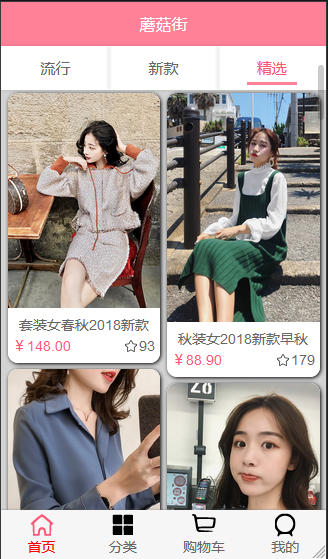 蘑菇街
流行 新款 精选
套装女春秋2018新款
¥ 148.00 93
秋装女2018新款早秋
¥ 88.90 179
28
首页 分类 购物车 我的